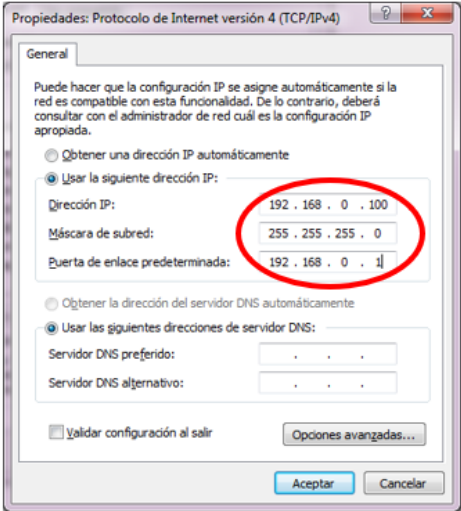 Propiedades: Protocolo de Internet versión 4 (TCP/IPv4)
General
Puede hacer que la configuración IP se asigne automáticamente si la
red es compatible con esta funcionalidad. De lo contrario, deberá
consultar con el administrador de red cuál es la configuración IP
apropiada.
Obtener una dirección IP automáticamente
Usar la siguiente dirección IP:
Dirección IP: 192 . 168 . 0 . 100
Máscara de subred: 255 . 255 . 255 . 0
Puerta de enlace predeterminada: 192 . 168 . 0 . 1
Obtener la dirección del servidor DNS automáticamente
Usar las siguientes direcciones de servidor DNS:
Servidor DNS preferido: . . .
Servidor DNS alternativo: . . .
Validar configuración al salir
Opciones avanzadas...
Aceptar
Cancelar